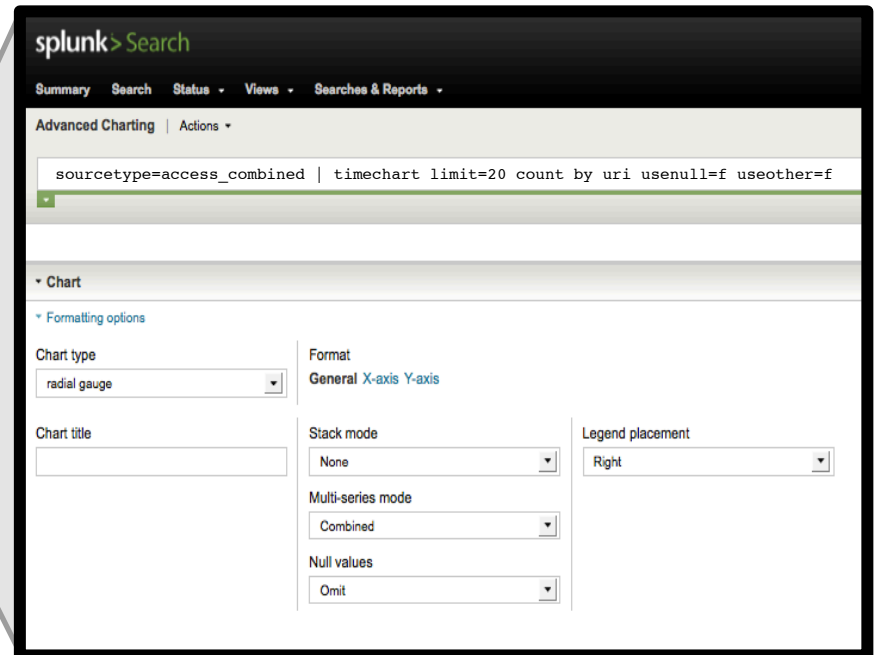 splunk>Search
Summary Search Status Views Searches & Reports
Advanced Charting | Actions
sourcetype=access_combined | timechart limit=20 count by uri usenull=f useother=f
Chart
Formatting options
Chart type
radial gauge
Format
General X-axis Y-axis
Chart title
Stack mode
None
Legend placement
Right
Multi-series mode
Combined
Null values
Omit